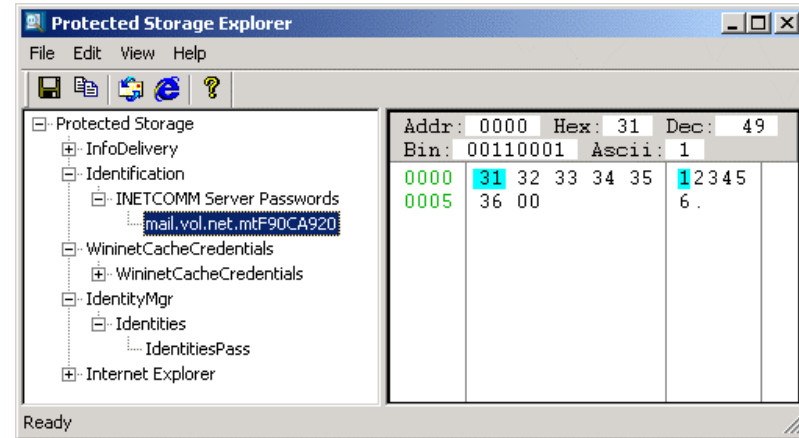 Protected Storage Explorer
File Edit View Help
Protected Storage
InfoDelivery
Identification
INETCOMM Server Passwords
mail.vol.net.mtF90CA920
WininetCacheCredentials
WininetCacheCredentials
IdentityMgr
Identities
IdentitiesPass
Internet Explorer
Addr: 0000 Hex: 31 Dec: 49
Bin: 00110001 Ascii: 1
0000 31 32 33 34 35 12345
0005 36 00 6.
Ready